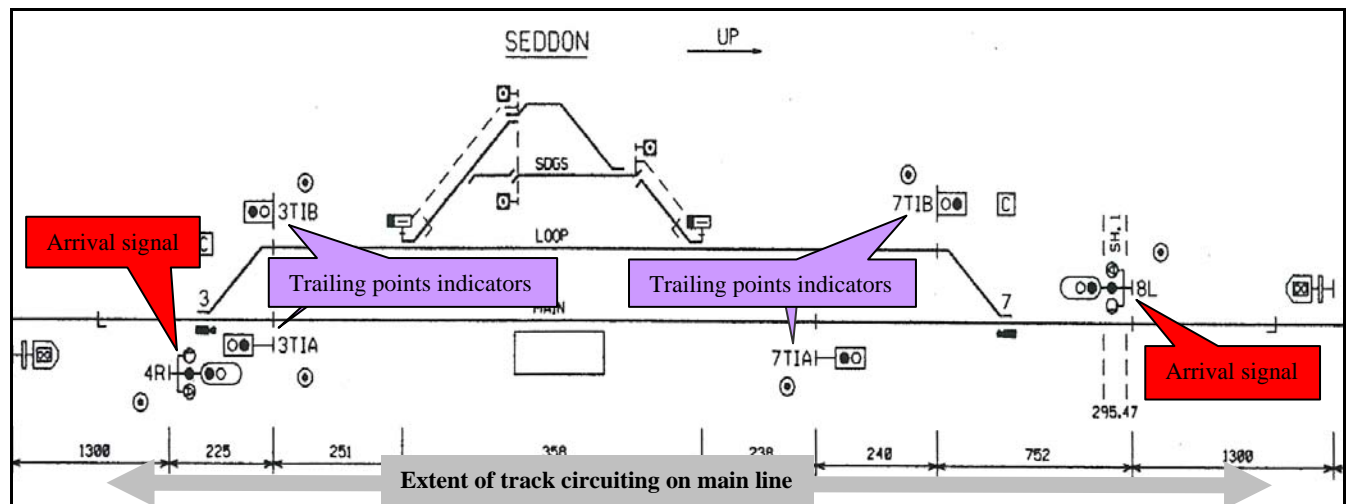 SEDDON
UP
SDGS
3TIB
7TIB
C
Arrival signal
C
LOOP
SH.1
Trailing points indicators
Trailing points indicators
3
7
8L
3TIA
7TIA
4R
Arrival signal
295.47
1300
225
251
358
238
240
752
1300
Extent of track circuiting on main line